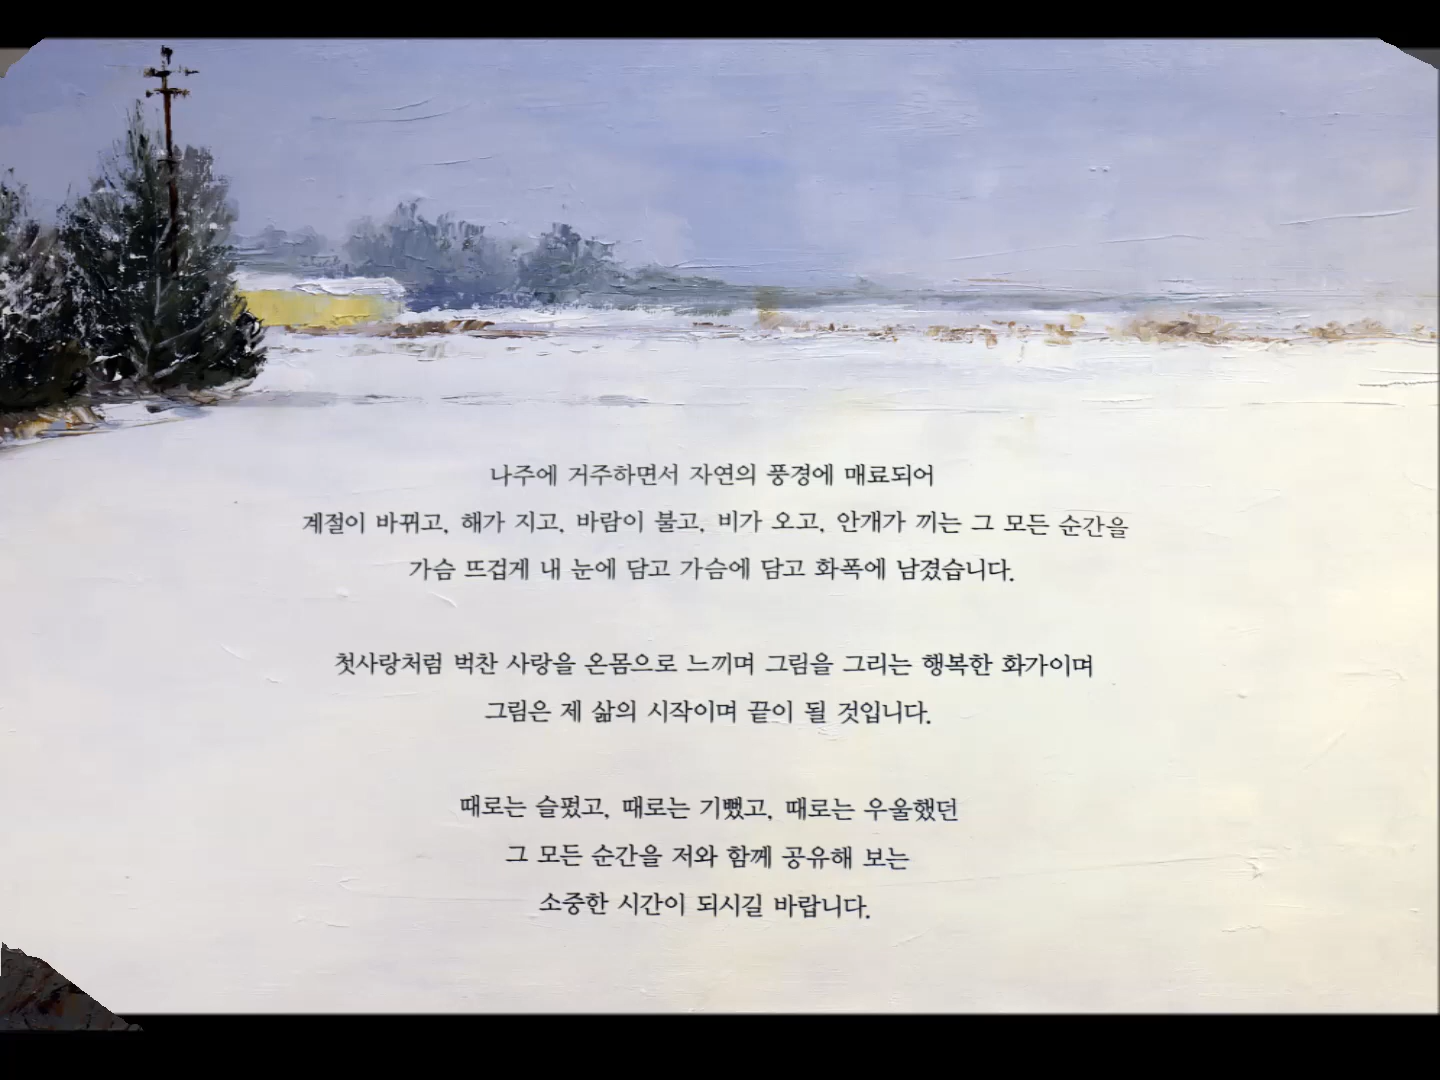 나주에 거주하면서 자연의 풍경에 매료되어
계절이 바뀌고, 해가 지고, 바람이 불고, 비가 오고, 안개가 끼는 그 모든 순간을
가슴 뜨겁게 내 눈에 담고 가슴에 담고 화폭에 남겼습니다.
첫사랑처럼 벅찬 사랑을 온몸으로 느끼며 그림을 그리는 행복한 화가이며
그림은 제 삶의 시작이며 끝이 될 것입니다.
때로는 슬펐고, 때로는 기뻤고, 때로는 우울했던
그 모든 순간을 저와 함께 공유해 보는
소중한 시간이 되시길 바랍니다.